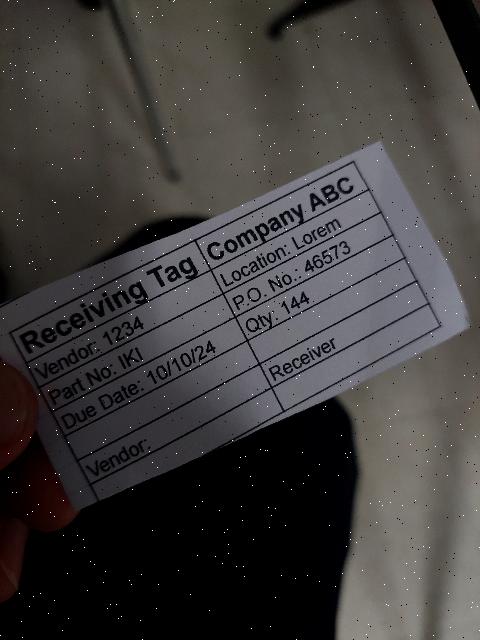 Receiving Tag Company ABC
Vendor: 1234 Location: Lorem
Part No: IKI P.O. No.: 46573
Due Date: 10/10/24 Qty: 144
Vendor: Receiver